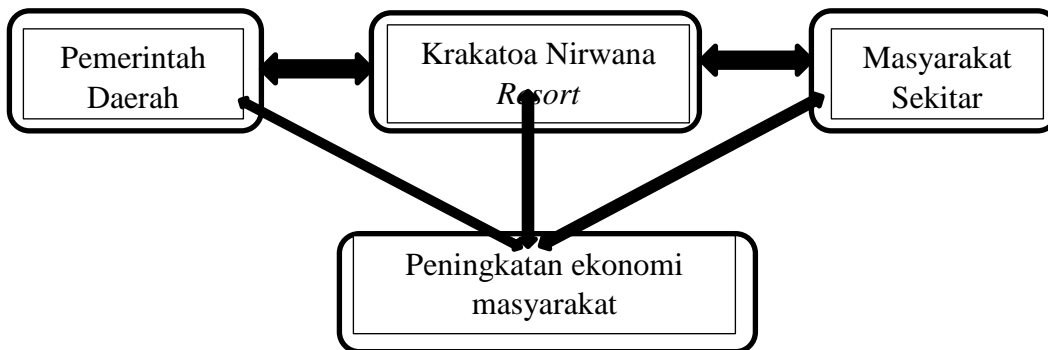 Pemerintah
Daerah
Krakatoa Nirwana
Resort
Masyarakat
Sekitar
Peningkatan ekonomi
masyarakat